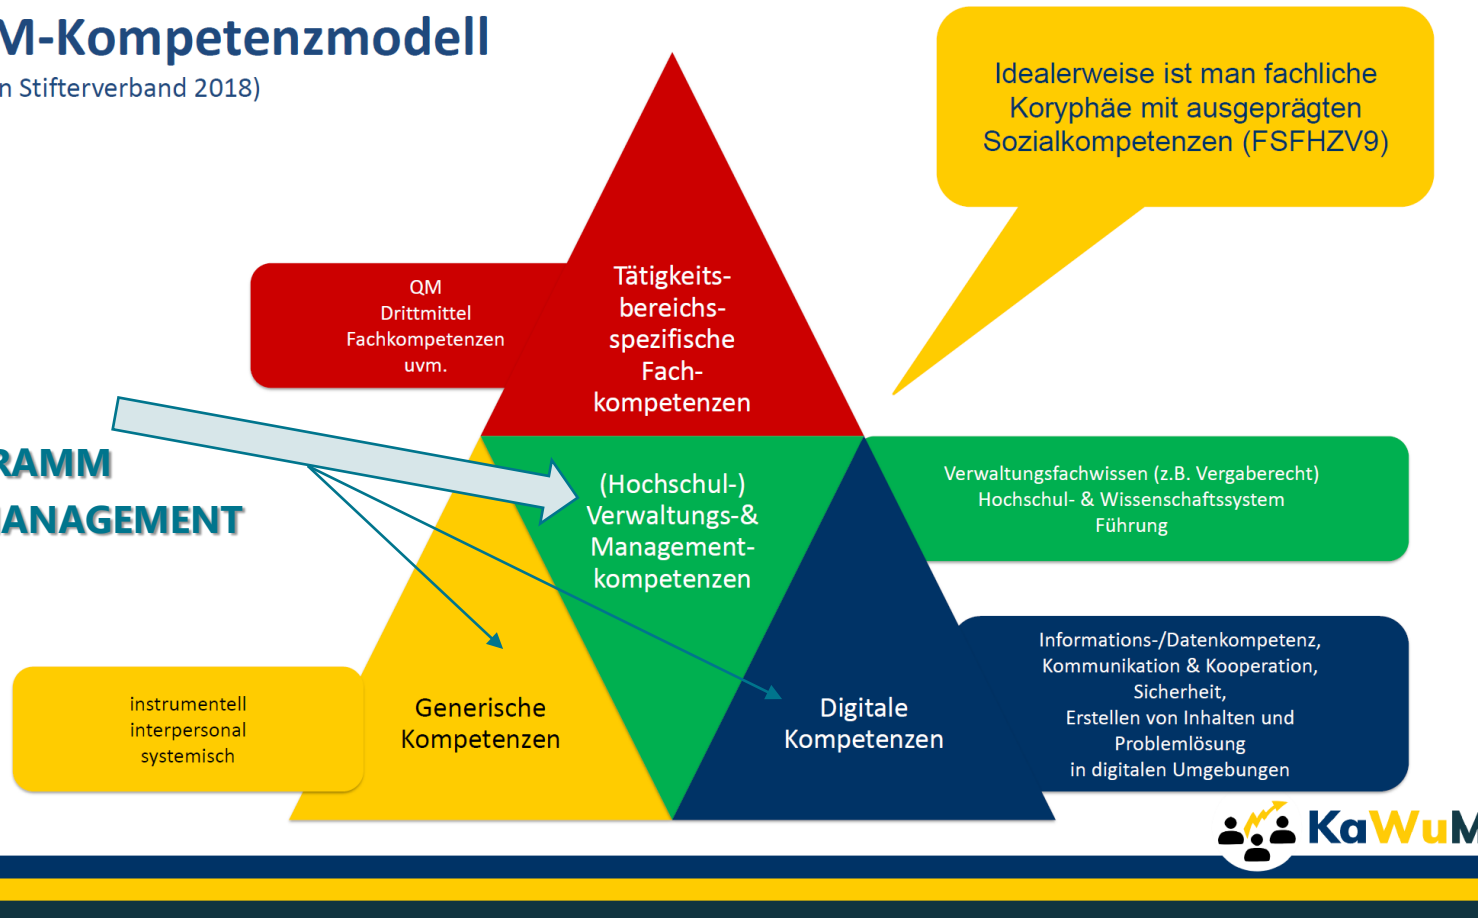 M-Kompetenzmodell
n Stifterverband 2018)
Idealerweise ist man fachliche
Koryphäe mit ausgeprägten
Sozialkompetenzen (FSFHZV9)
Tätigkeits-
bereichs-
spezifische
Fach-
kompetenzen
QM
Drittmittel
Fachkompetenzen
uvm.
RAMM
MANAGEMENT
(Hochschul-)
Verwaltungs-&
Management-
kompetenzen
Verwaltungsfachwissen (z.B. Vergaberecht)
Hochschul- & Wissenschaftssystem
Führung
instrumentell
interpersonal
systemisch
Generische
Kompetenzen
Digitale
Kompetenzen
Informations-/Datenkompetenz,
Kommunikation & Kooperation,
Sicherheit,
Erstellen von Inhalten und
Problemlösung
in digitalen Umgebungen
KaWuM